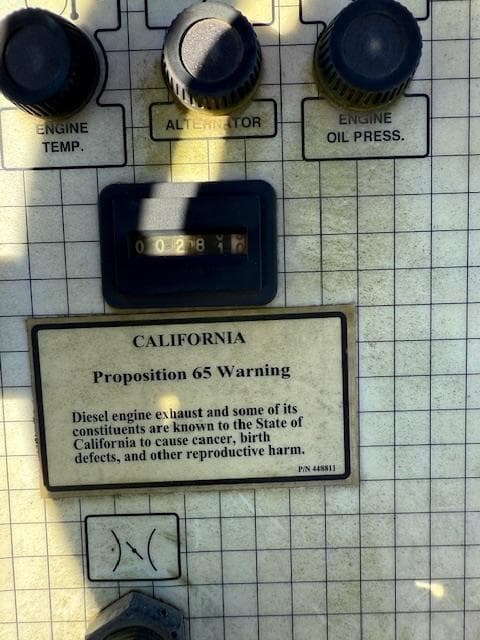 ENGINE
TEMP.
ALTERNATOR
ENGINE
OIL PRESS.
CALIFORNIA
Proposition 65 Warning
Diesel engine exhaust and some of its
constituents are known to the State of
California to cause cancer, birth
defects, and other reproductive harm.
P/N 448811